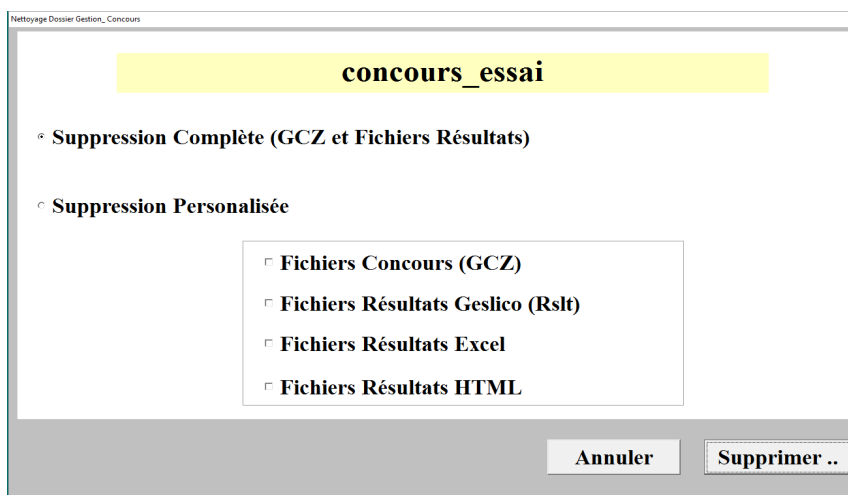 Nettoyage Dossier Gestion_ Concours
concours_essai
Suppression Complète (GCZ et Fichiers Résultats)
Suppression Personalisée
Fichiers Concours (GCZ)
Fichiers Résultats Geslico (Rslt)
Fichiers Résultats Excel
Fichiers Résultats HTML
Annuler
Supprimer ..